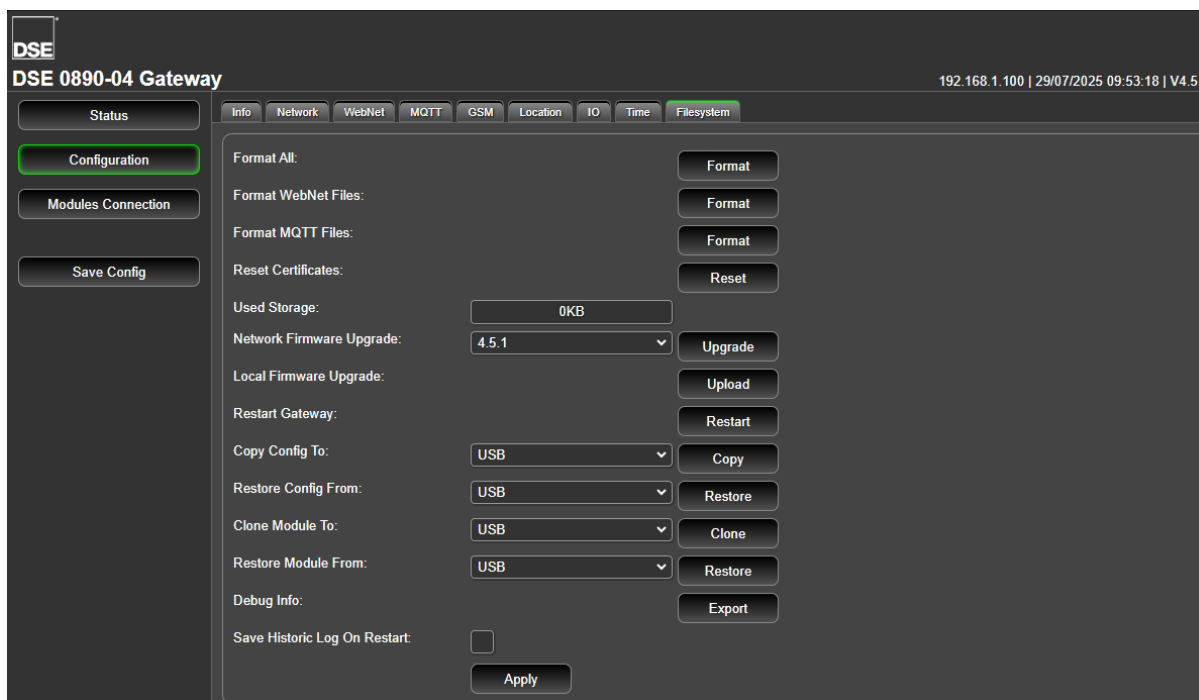 DSE
DSE 0890-04 Gateway
192.168.1.100 | 29/07/2025 09:53:18 | V4.5
Status
Configuration
Modules Connection
Save Config
Info Network WebNet MQTT GSM Location IO Time Filesystem
Format All: Format
Format WebNet Files: Format
Format MQTT Files: Format
Reset Certificates: Reset
Used Storage: 0KB
Network Firmware Upgrade: 4.5.1 Upgrade
Local Firmware Upgrade: Upload
Restart Gateway: Restart
Copy Config To: USB Copy
Restore Config From: USB Restore
Clone Module To: USB Clone
Restore Module From: USB Restore
Debug Info: Export
Save Historic Log On Restart:
Apply